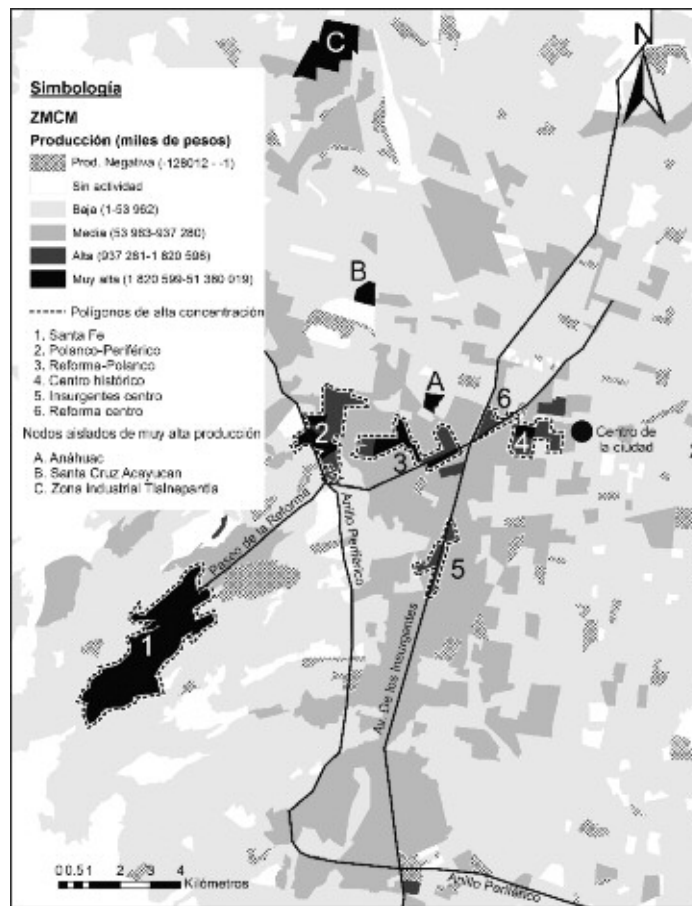 Simbología
ZMCM
Producción (miles de pesos)
Prod. Negativa (-128012 - -1)
Sin actividad
Baja (1-53 962)
Media (53 963-937 280)
Alta (937 281-1 820 598)
Muy alta (1 820 599-51 380 019)
Polígonos de alta concentración
1. Santa Fe
2. Polanco-Periférico
3. Reforma-Polanco
4. Centro histórico
5. Insurgentes centro
6. Reforma centro
Nodos aislados de muy alta producción
A. Anáhuac
B. Santa Cruz Acayucan
C. Zona Industrial Tlalnepantla
C
N
B
A
6
2
3
4
Centro de
la ciudad
Paseo de la Reforma
Anillo Periférico
5
1
Av. De los Insurgentes
0 0.5 1 2 3 4
Kilómetros
Anillo Periférico